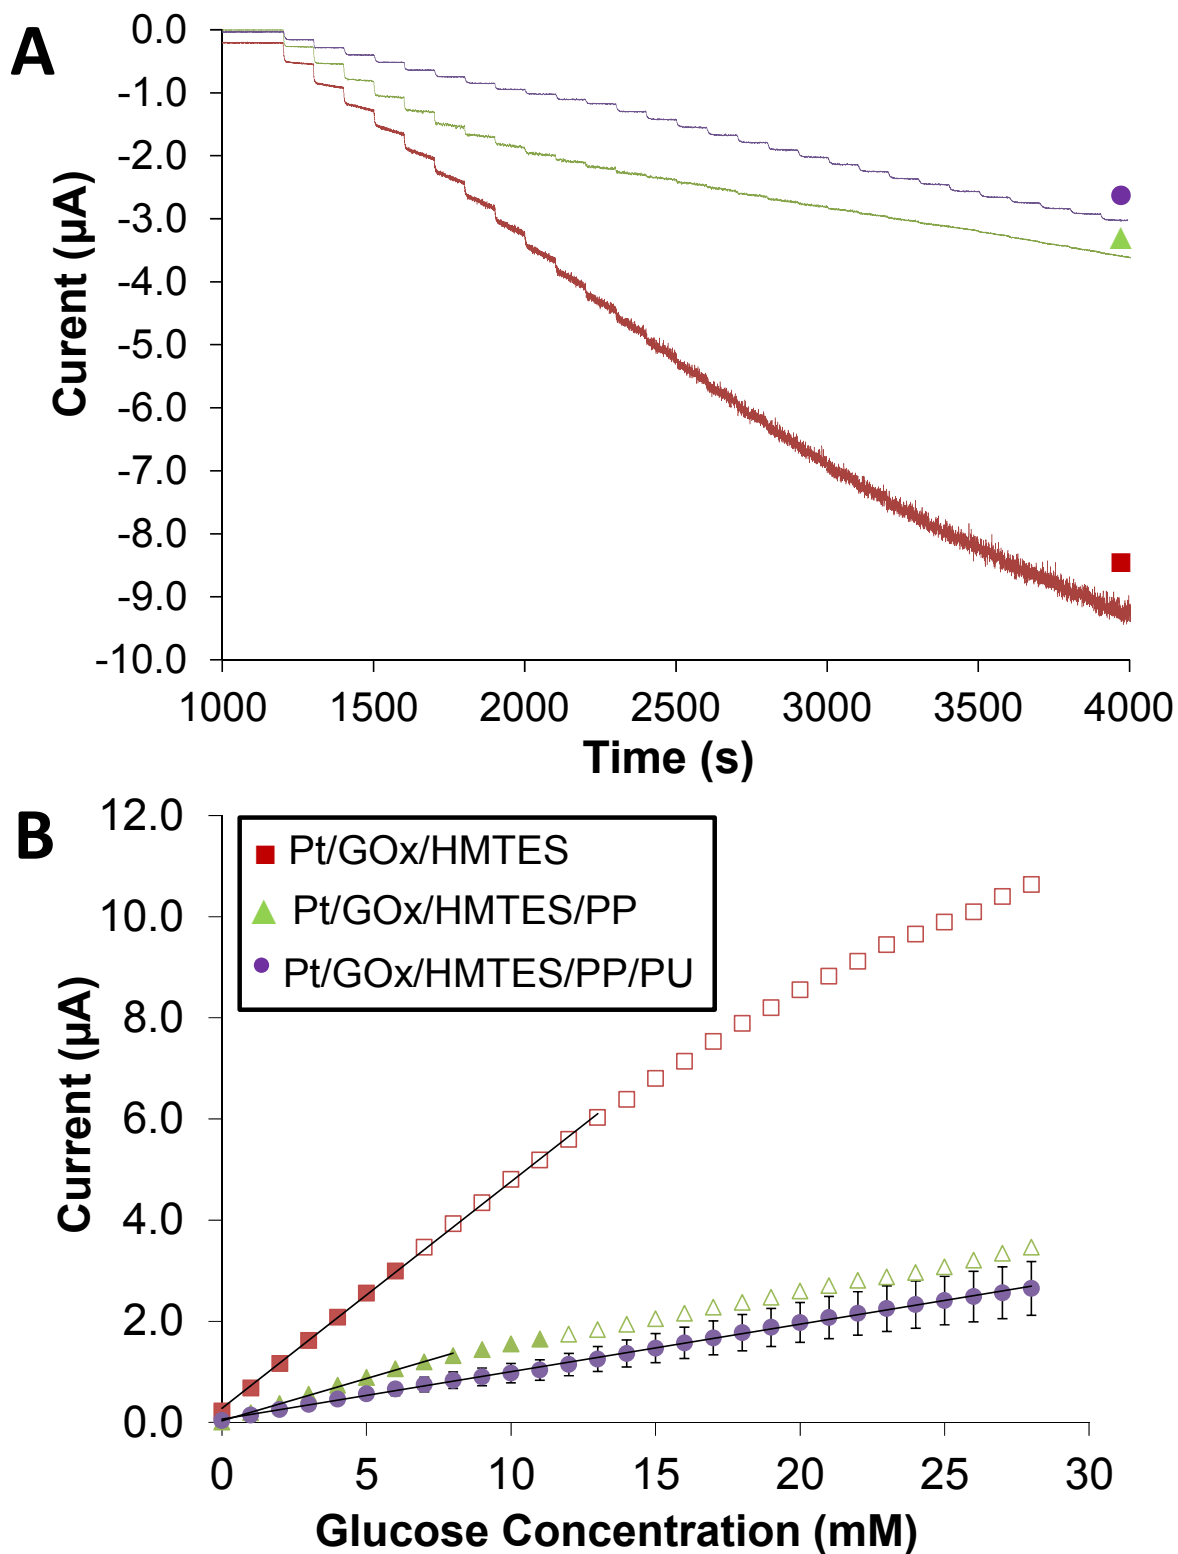 A
0.0
-1.0
-2.0
-3.0
-4.0
-5.0
-6.0
-7.0
-8.0
-9.0
-10.0
Curent (µA)
1000 1500 2000 2500 3000 3500 4000
Time (s)
B
12.0
10.0
8.0
6.0
4.0
2.0
0.0
Current (µA)
Pt/GOx/HMTES
Pt/GOx/HMTES/PP
Pt/GOx/HMTES/PP/PU
0 5 10 15 20 25 30
Glucose Concentration (mM)